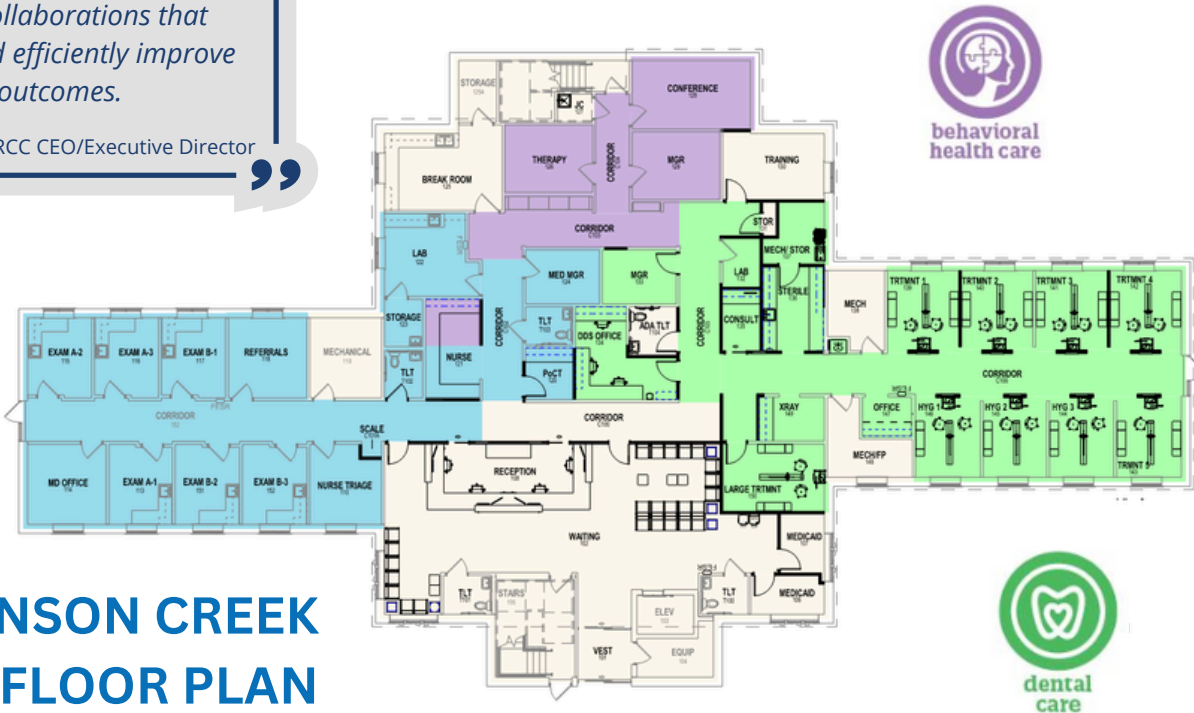 ollaborations that
d efficiently improve
outcomes.
RCC CEO/Executive Director
behavioral
health care
STORAGE
JC
CONFERENCE
THERAPY
CORRIDOR
MGR
TRAINING
BREAK ROOM
CORRIDOR
STOR
MECH/ STOR
LAB
MED MGR
MGR
LAB
STERILE
STORAGE
CORRIDOR
TLT
DDS OFFICE
ADA TLT
CORRIDOR
CONSULT
MECH
TRTMNT 1
TRTMNT 2
TRTMNT 3
TRTMNT 4
EXAM A-2
EXAM A-3
EXAM B-1
REFERRALS
MECHANICAL
TLT
NURSE
PoCT
CORRIDOR
CORRIDOR
SCALE
CORRIDOR
XRAY
OFFICE
HYG 1
HYG 2
HYG 3
TRMNT 5
MECH/FP
MD OFFICE
EXAM A-1
EXAM B-2
EXAM B-3
NURSE TRIAGE
RECEPTION
LARGE TRTMNT
WAITING
MEDICAID
MEDICAID
TLT
STAIRS
ELEV
TLT
VEST
EQUIP
NSON CREEK
FLOOR PLAN
dental
care